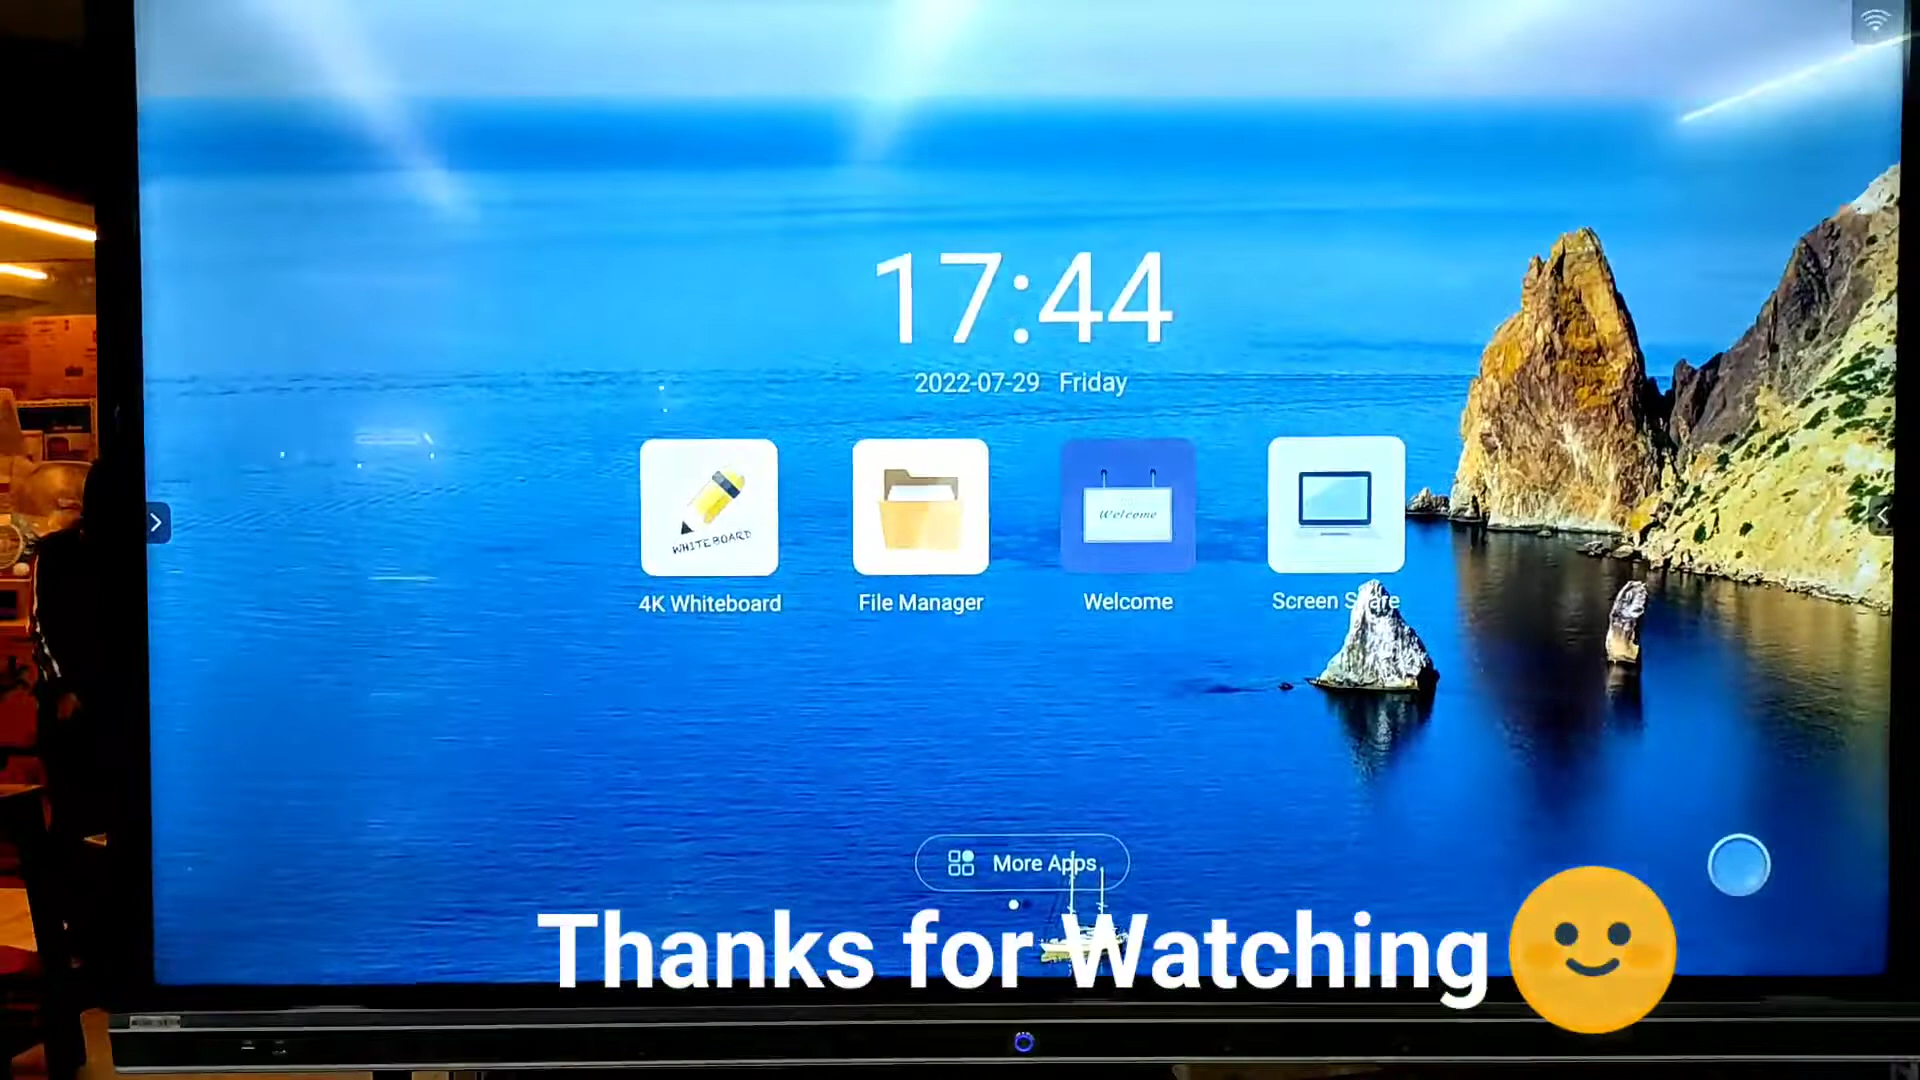 17:44
2022-07-29 Friday
WHITEBOARD
Welcome
4K Whiteboard
File Manager
Welcome
Screen Share
More Apps
Thanks for Watching